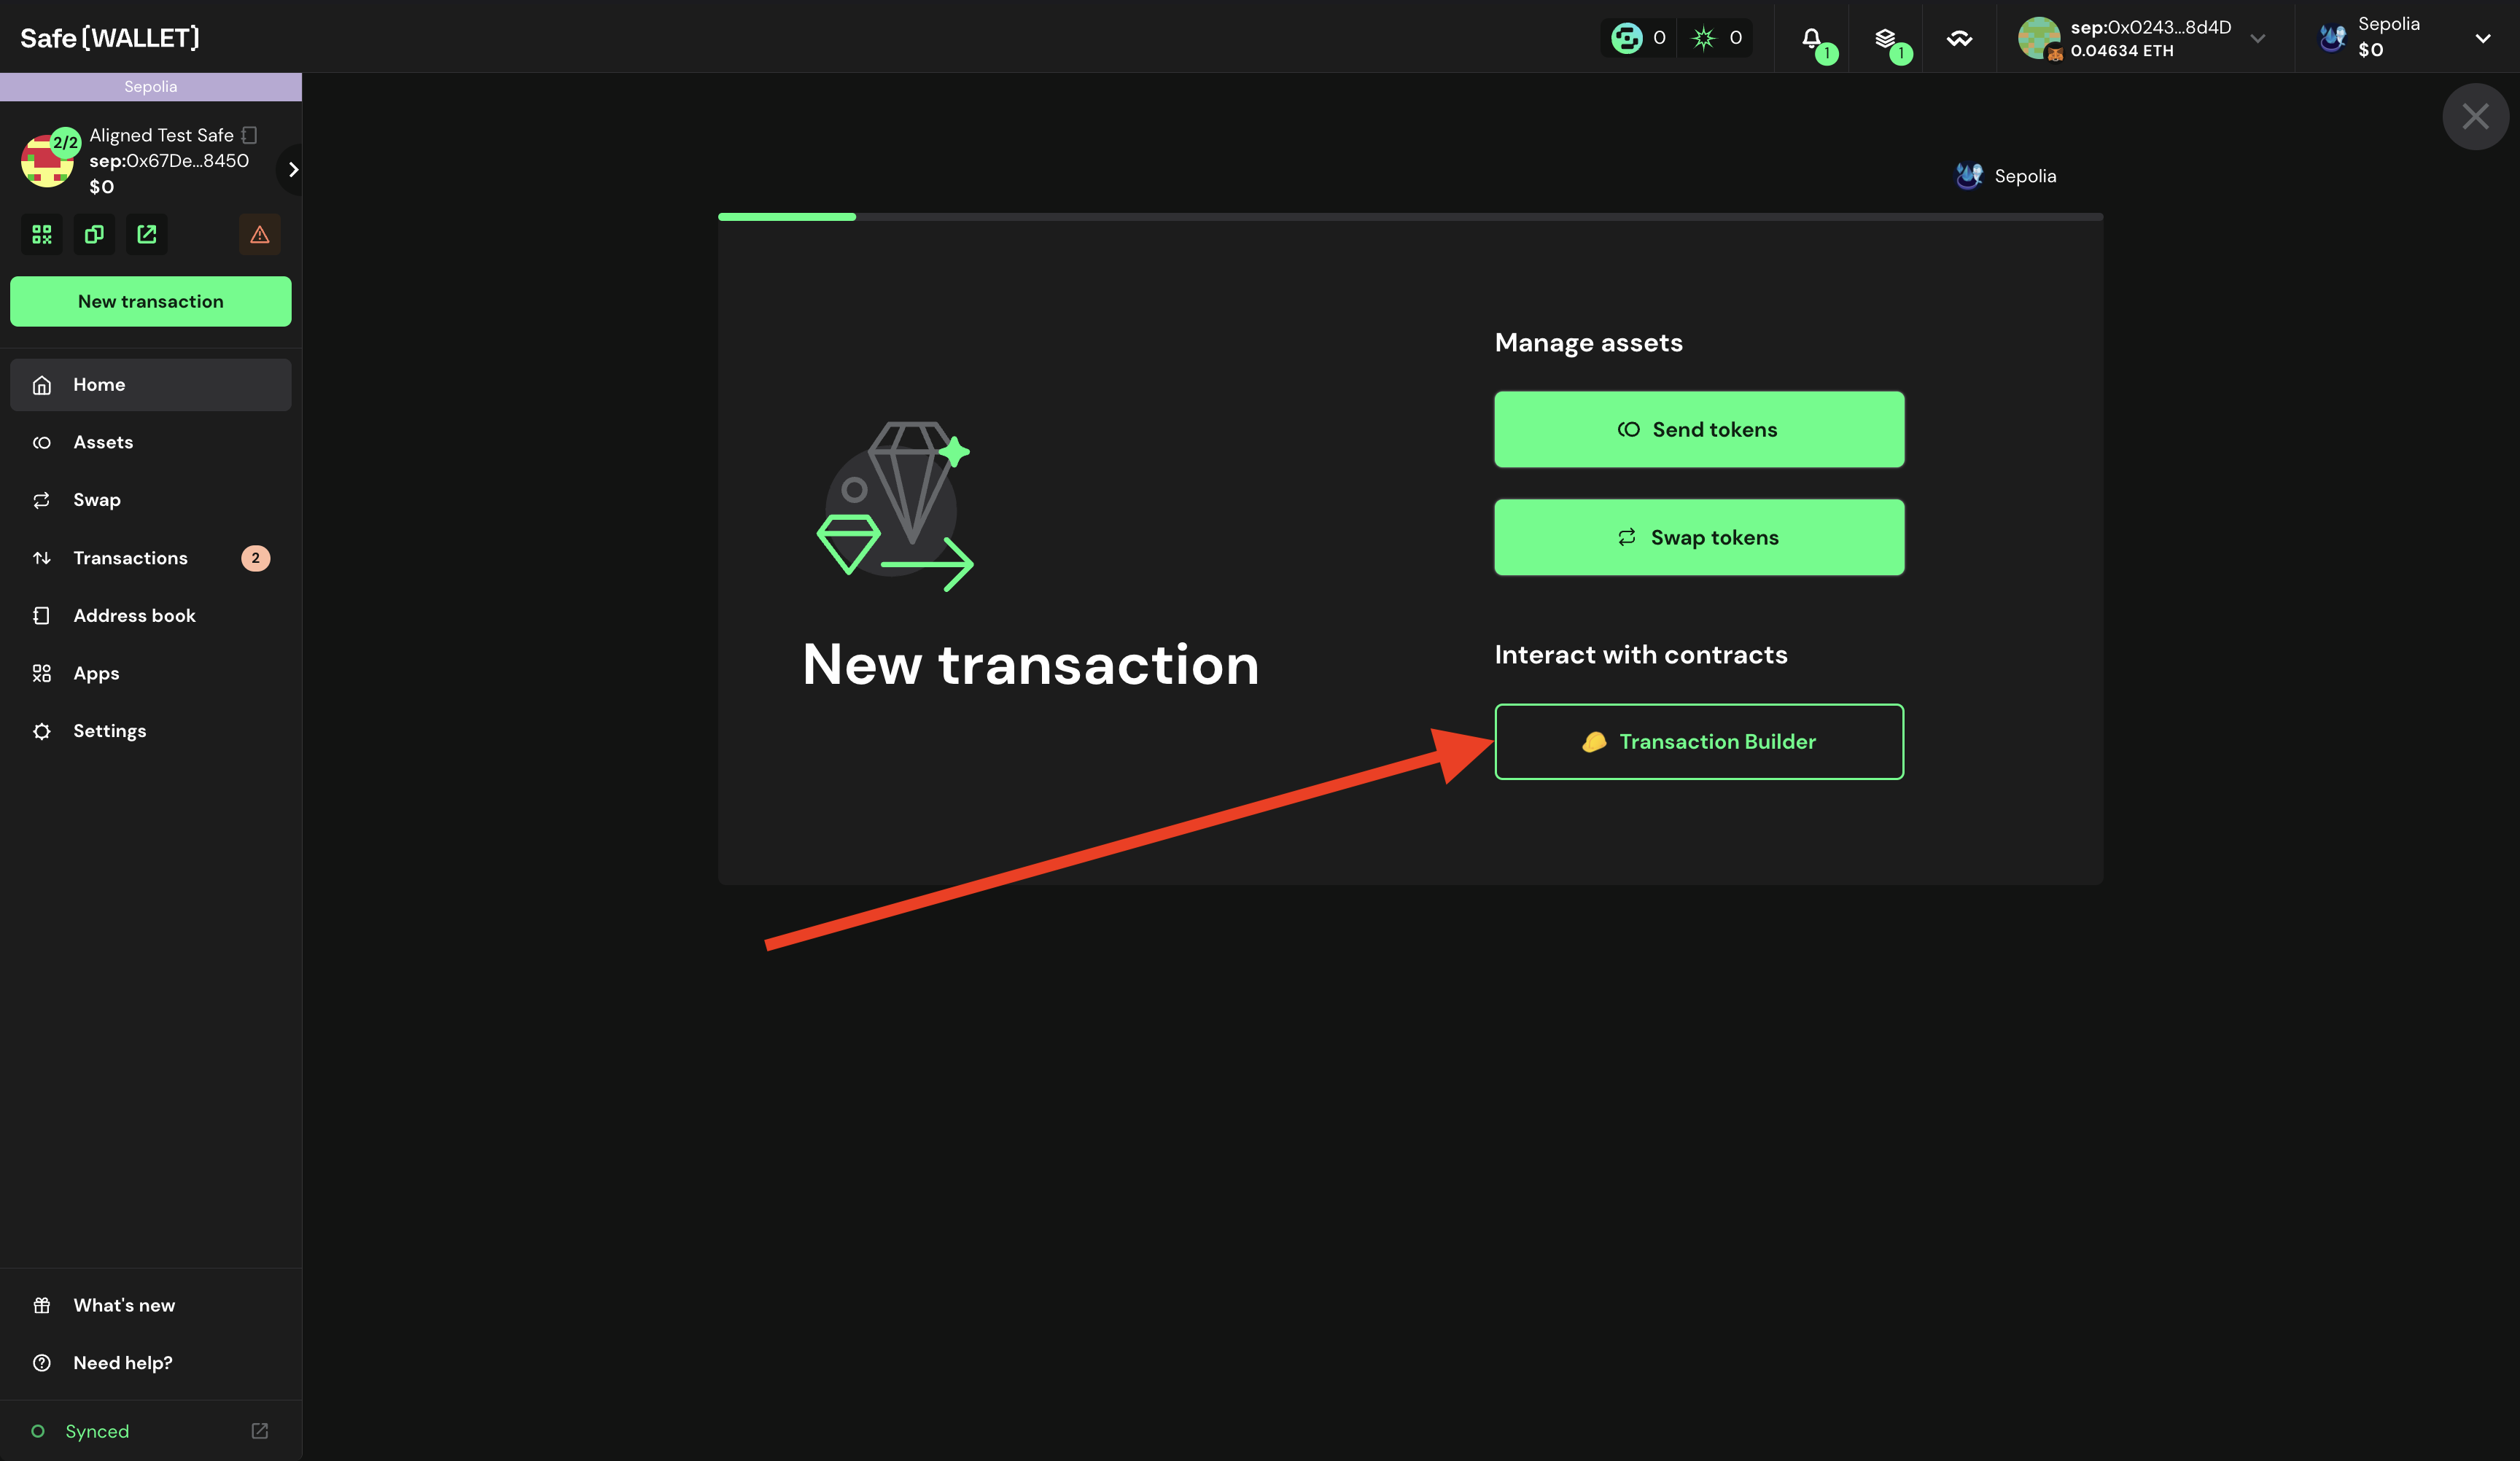 Safe{WALLET}
0
0
1
1
sep:0x0243...8d4D
0.04634 ETH
Sepolia
$0
Sepolia
2/2
Aligned Test Safe
sep:0x67De...8450
$0
New transaction
Home
Assets
Swap
Transactions
2
Address book
Apps
Settings
What's new
Need help?
Synced
Sepolia
New transaction
Manage assets
Send tokens
Swap tokens
Interact with contracts
Transaction Builder